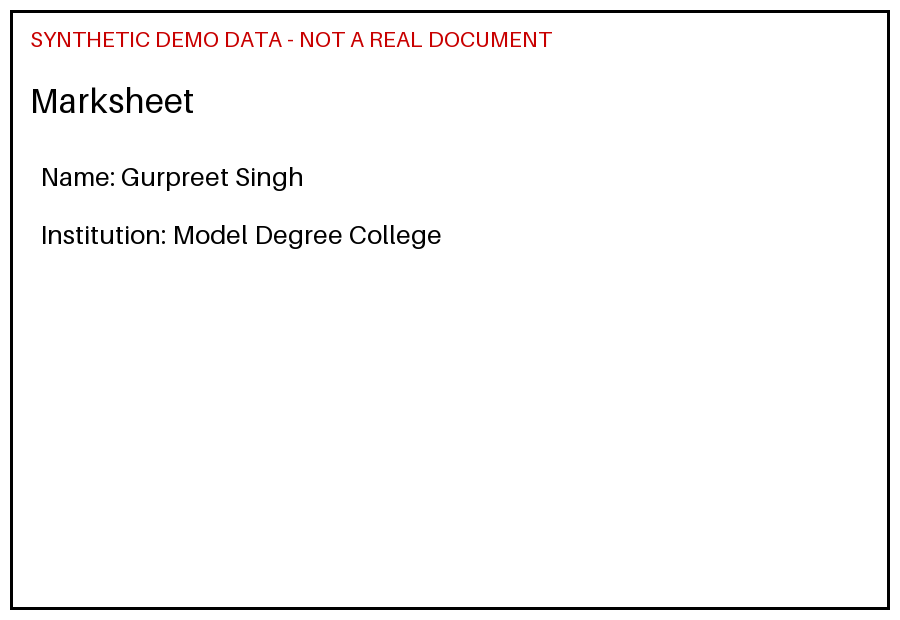 SYNTHETIC DEMO DATA - NOT A REAL DOCUMENT
Marksheet
Name: Gurpreet Singh
Institution: Model Degree College